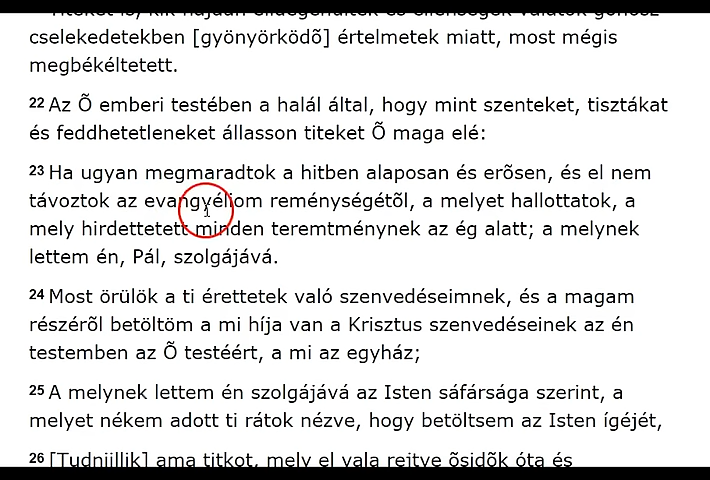 Titeket is, kik hajdan elidegenültek és ellenségek valátok gonosz
cselekedetekben [gyönyörködõ] értelmetek miatt, most mégis
megbékéltetett.
22 Az Õ emberi testében a halál által, hogy mint szenteket, tisztákat
és feddhetetleneket állasson titeket Õ maga elé:
23 Ha ugyan megmaradtok a hitben alaposan és erõsen, és el nem
távoztok az evangyéliom reménységétõl, a melyet hallottatok, a
mely hirdettetett minden teremtménynek az ég alatt; a melynek
lettem én, Pál, szolgájává.
24 Most örülök a ti érettetek való szenvedéseimnek, és a magam
részérõl betöltöm a mi híja van a Krisztus szenvedéseinek az én
testemben az Õ testéért, a mi az egyház;
25 A melynek lettem én szolgájává az Isten sáfársága szerint, a
melyet nékem adott ti rátok nézve, hogy betöltsem az Isten ígéjét,
26 [Tudniillik] ama titkot, mely el vala rejtve õsidõk óta és